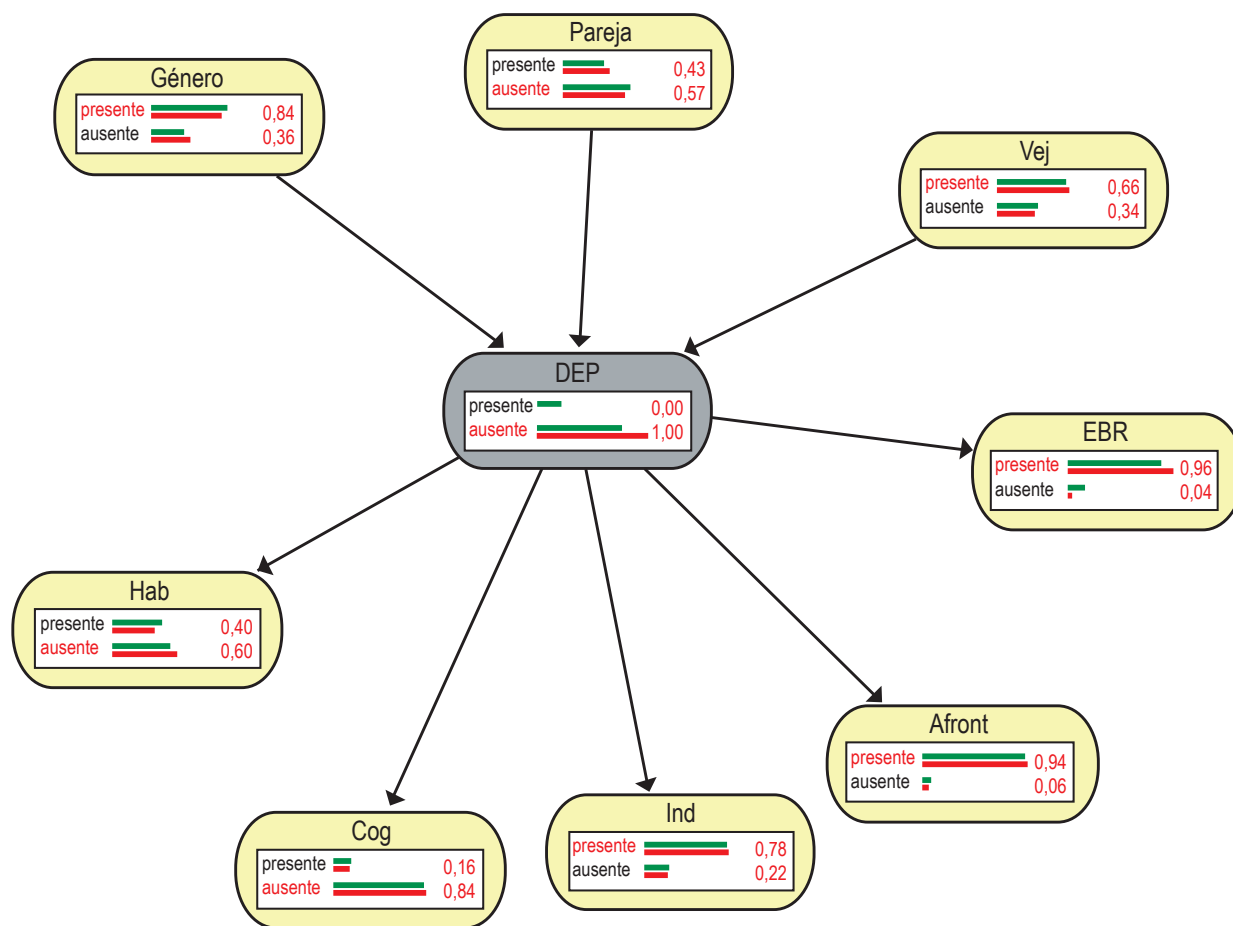 Pareja
presente 0,43
ausente 0,57
Género
presente 0,84
ausente 0,36
Vej
presente 0,66
ausente 0,34
DEP
presente 0,00
ausente 1,00
EBR
presente 0,96
ausente 0,04
Hab
presente 0,40
ausente 0,60
Afront
presente 0,94
ausente 0,06
Ind
presente 0,78
ausente 0,22
Cog
presente 0,16
ausente 0,84